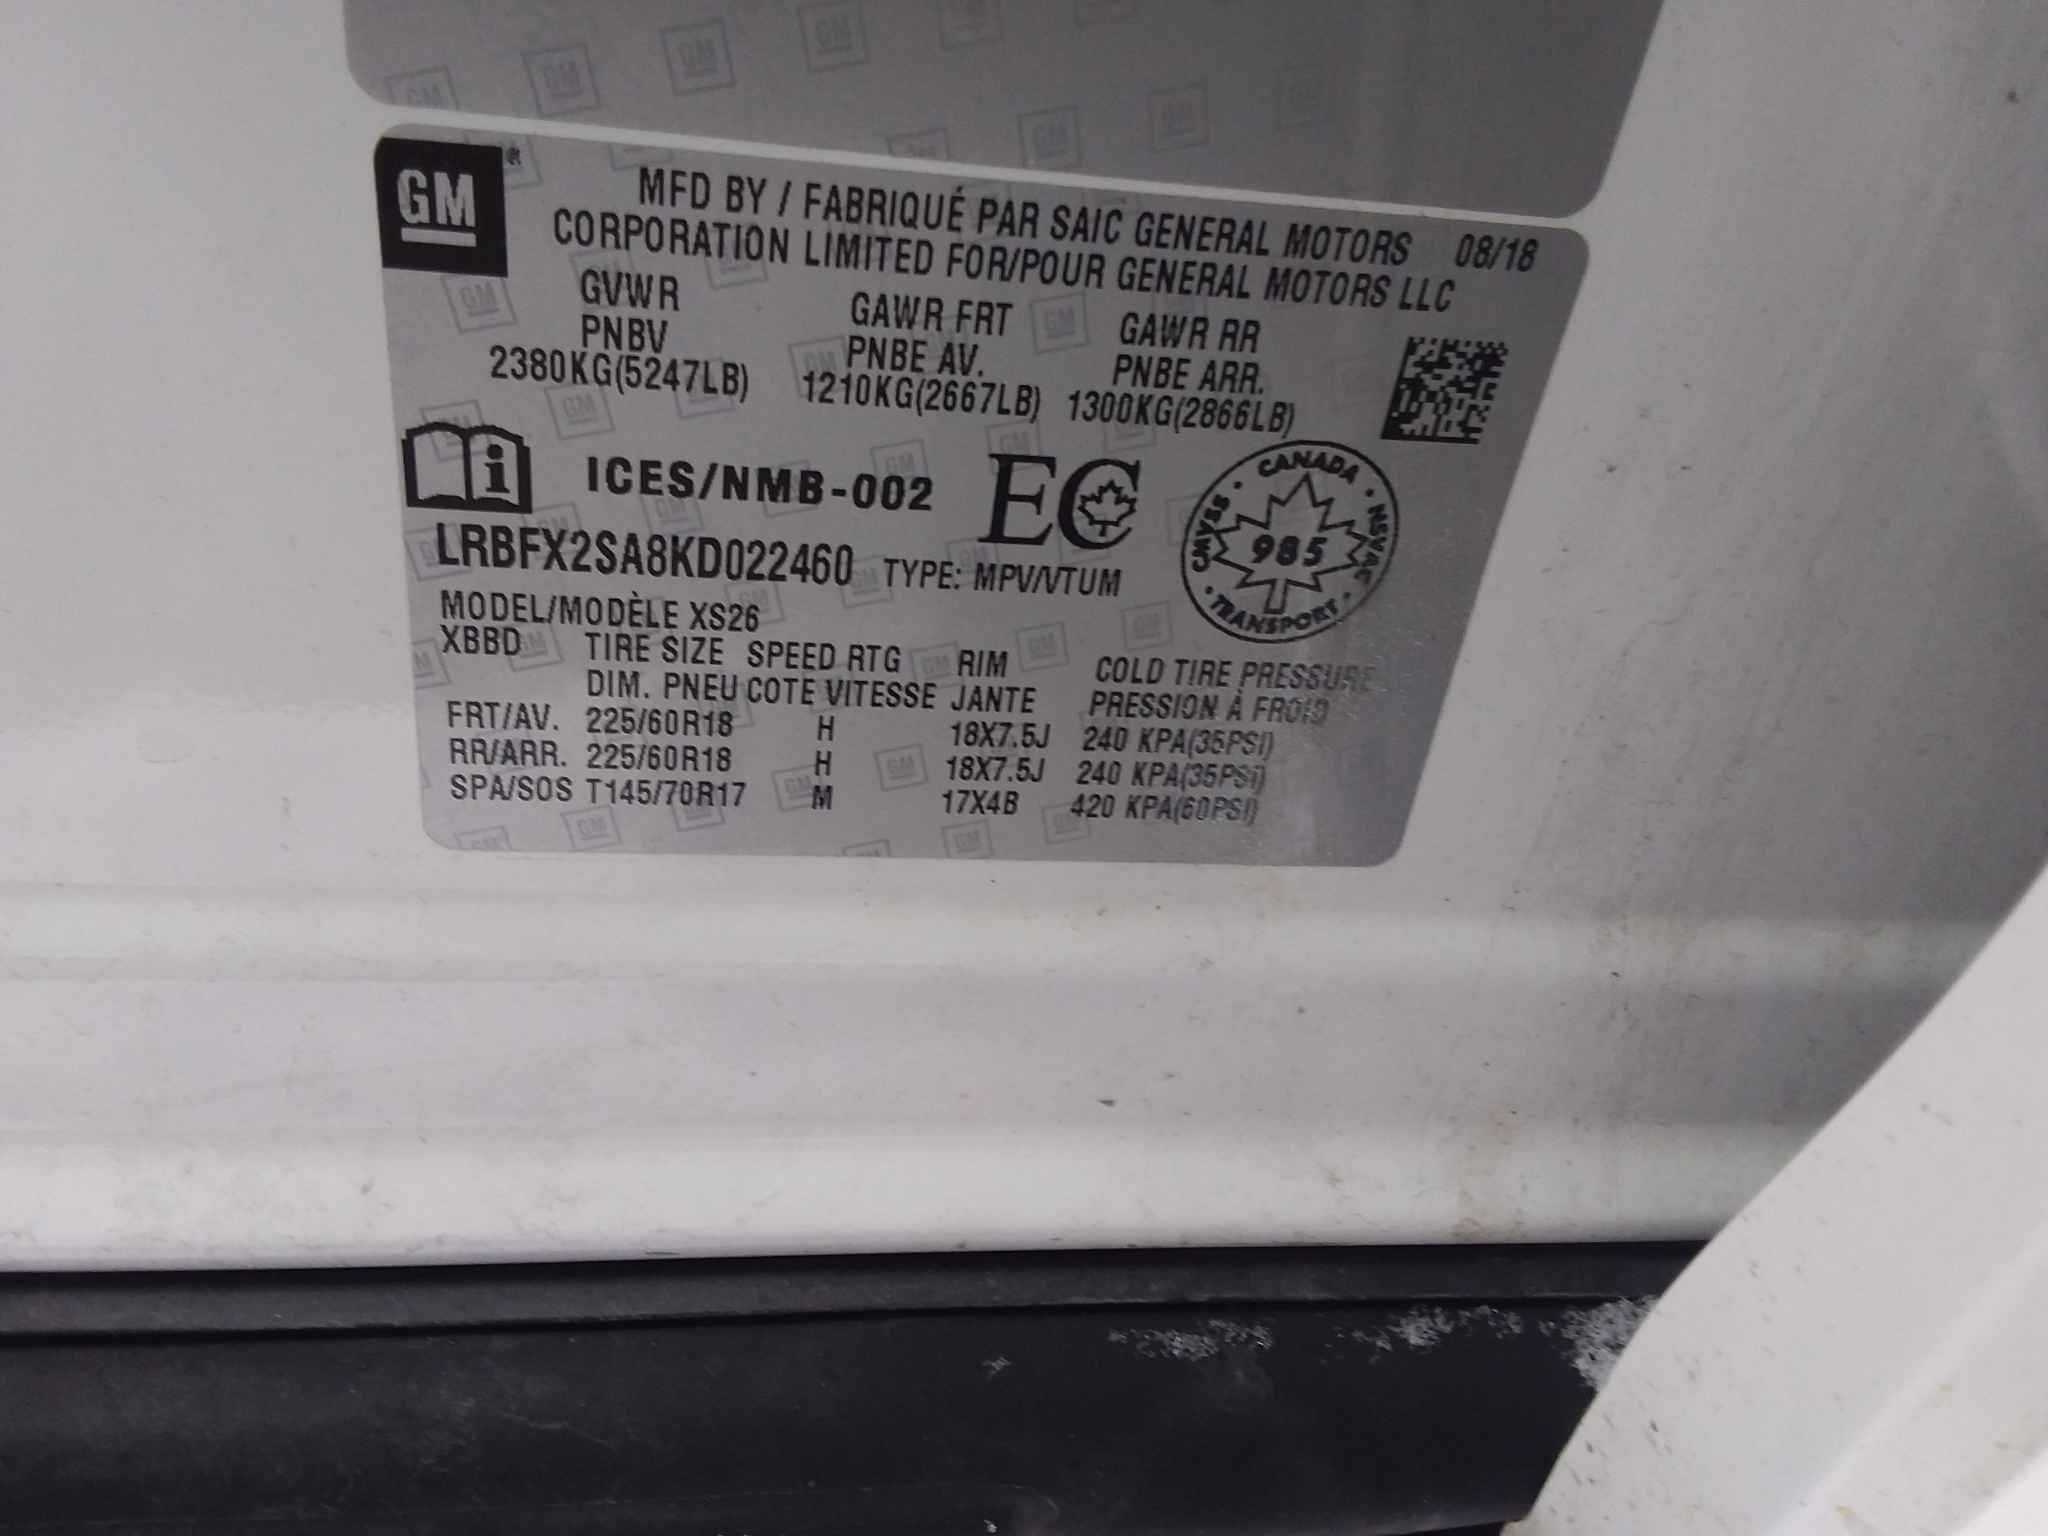 GM
MFD BY / FABRIQUÉ PAR SAIC GENERAL MOTORS 08/18
CORPORATION LIMITED FOR/POUR GENERAL MOTORS LLC
GVWR GAWR FRT GAWR RR
PNBV PNBE AV. PNBE ARR.
2380KG(5247LB) 1210KG(2667LB) 1300KG(2866LB)
ICES/NMB-002 EC
CANADA
CMVSS 985 NSVAC
TRANSPORT
LRBFX2SA8KD022460 TYPE: MPV/VTUM
MODEL/MODÈLE XS26
XBBD TIRE SIZE SPEED RTG RIM COLD TIRE PRESSURE
DIM. PNEU COTE VITESSE JANTE PRESSION À FROID
FRT/AV. 225/60R18 H 18X7.5J 240 KPA(35PSI)
RR/ARR. 225/60R18 H 18X7.5J 240 KPA(35PSI)
SPA/SOS T145/70R17 M 17X4B 420 KPA(60PSI)